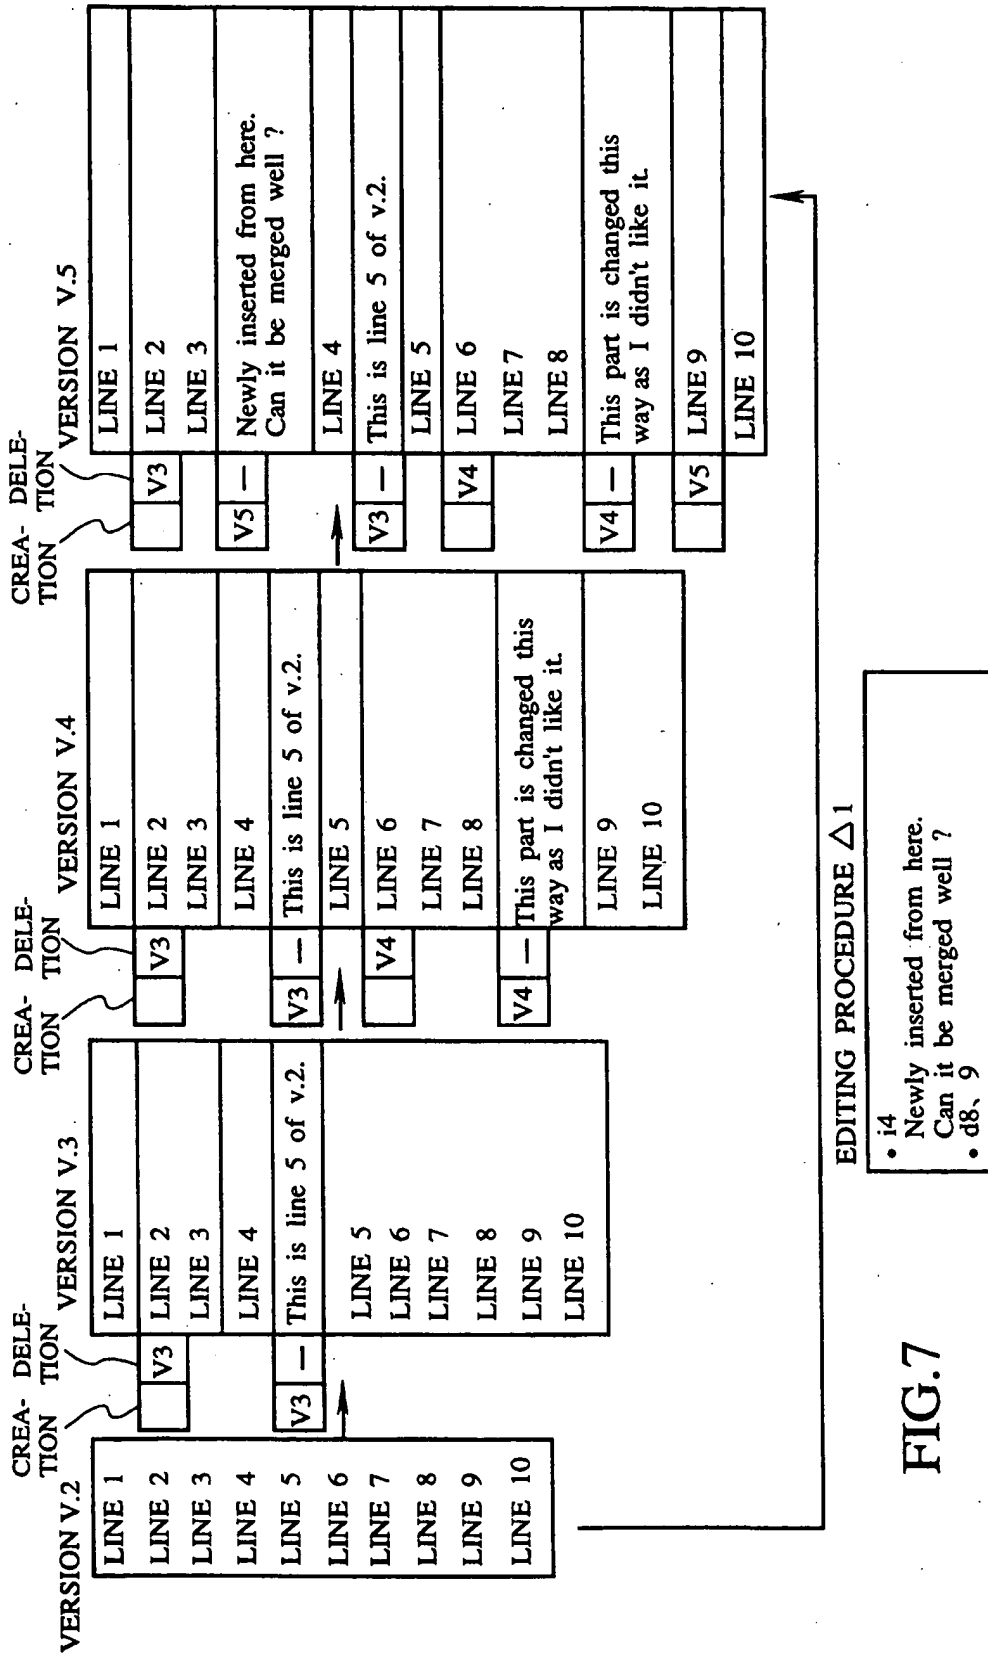 VERSION V.2
LINE 1
LINE 2
LINE 3
LINE 4
LINE 5
LINE 6
LINE 7
LINE 8
LINE 9
LINE 10
CREA- DELE-
TION TION
VERSION V.3
V3
V3 —
LINE 1
LINE 2
LINE 3
LINE 4
This is line 5 of v.2.
LINE 5
LINE 6
LINE 7
LINE 8
LINE 9
LINE 10
CREA- DELE-
TION TION
VERSION V.4
V3
V3 —
V4
V4 —
LINE 1
LINE 2
LINE 3
LINE 4
This is line 5 of v.2.
LINE 5
LINE 6
LINE 7
LINE 8
This part is changed this
way as I didn't like it.
LINE 9
LINE 10
CREA- DELE-
TION TION
VERSION V.5
V3
V5 —
V3 —
V4
V4 —
V5
LINE 1
LINE 2
LINE 3
Newly inserted from here.
Can it be merged well ?
LINE 4
This is line 5 of v.2.
LINE 5
LINE 6
LINE 7
LINE 8
This part is changed this
way as I didn't like it.
LINE 9
LINE 10
EDITING PROCEDURE △1
• i4
Newly inserted from here.
Can it be merged well ?
• d8、9
FIG.7